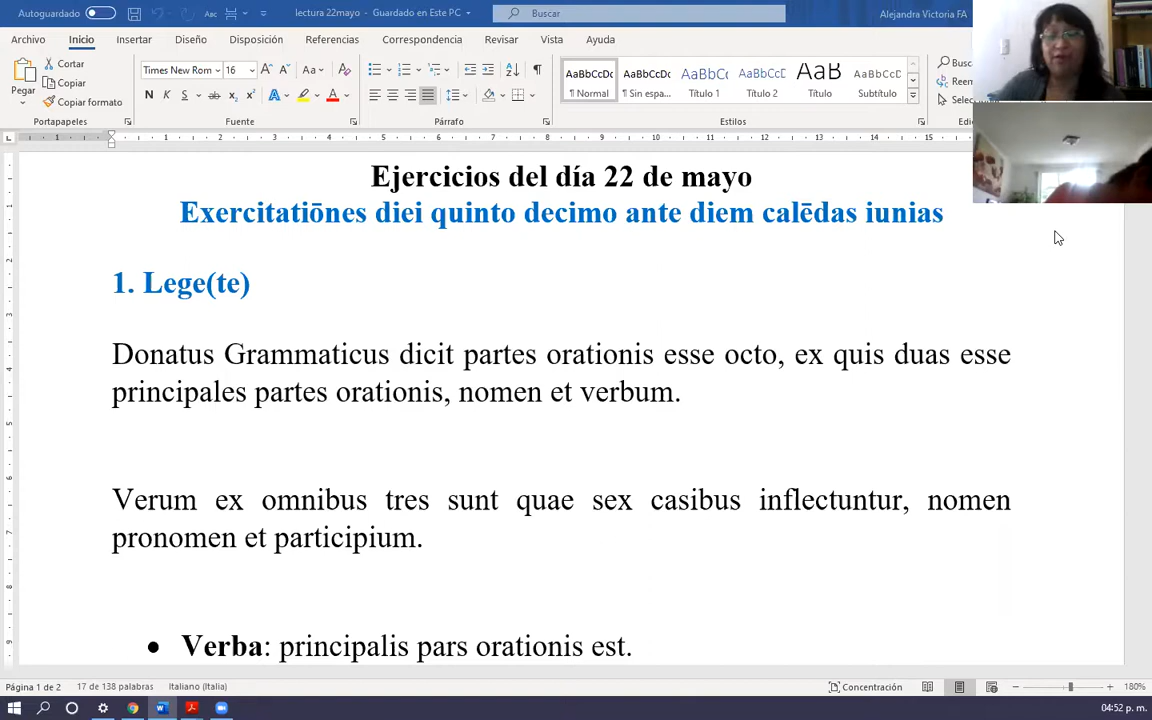 Autoguardado
lectura 22mayo - Guardado en Este PC
Buscar
Alejandra Victoria FA
Archivo Inicio Insertar Diseño Disposición Referencias Correspondencia Revisar Vista Ayuda
Pegar
Cortar
Copiar
Copiar formato
Portapapeles
Times New Rom 16
N K S
Fuente
Párrafo
AaBbCcDc AaBbCcDc AaBbCcD AaBbCcD AaB AaBbCcD
¶ Normal ¶ Sin espa... Título 1 Título 2 Título Subtítulo
Estilos
Ejercicios del día 22 de mayo
Exercitatiōnes diei quinto decimo ante diem calēdas iunias
1. Lege(te)
Donatus Grammaticus dicit partes orationis esse octo, ex quis duas esse
principales partes orationis, nomen et verbum.
Verum ex omnibus tres sunt quae sex casibus inflectuntur, nomen
pronomen et participium.
• Verba: principalis pars orationis est.
Página 1 de 2 17 de 138 palabras Italiano (Italia)
Concentración
180%
04:52 p. m.